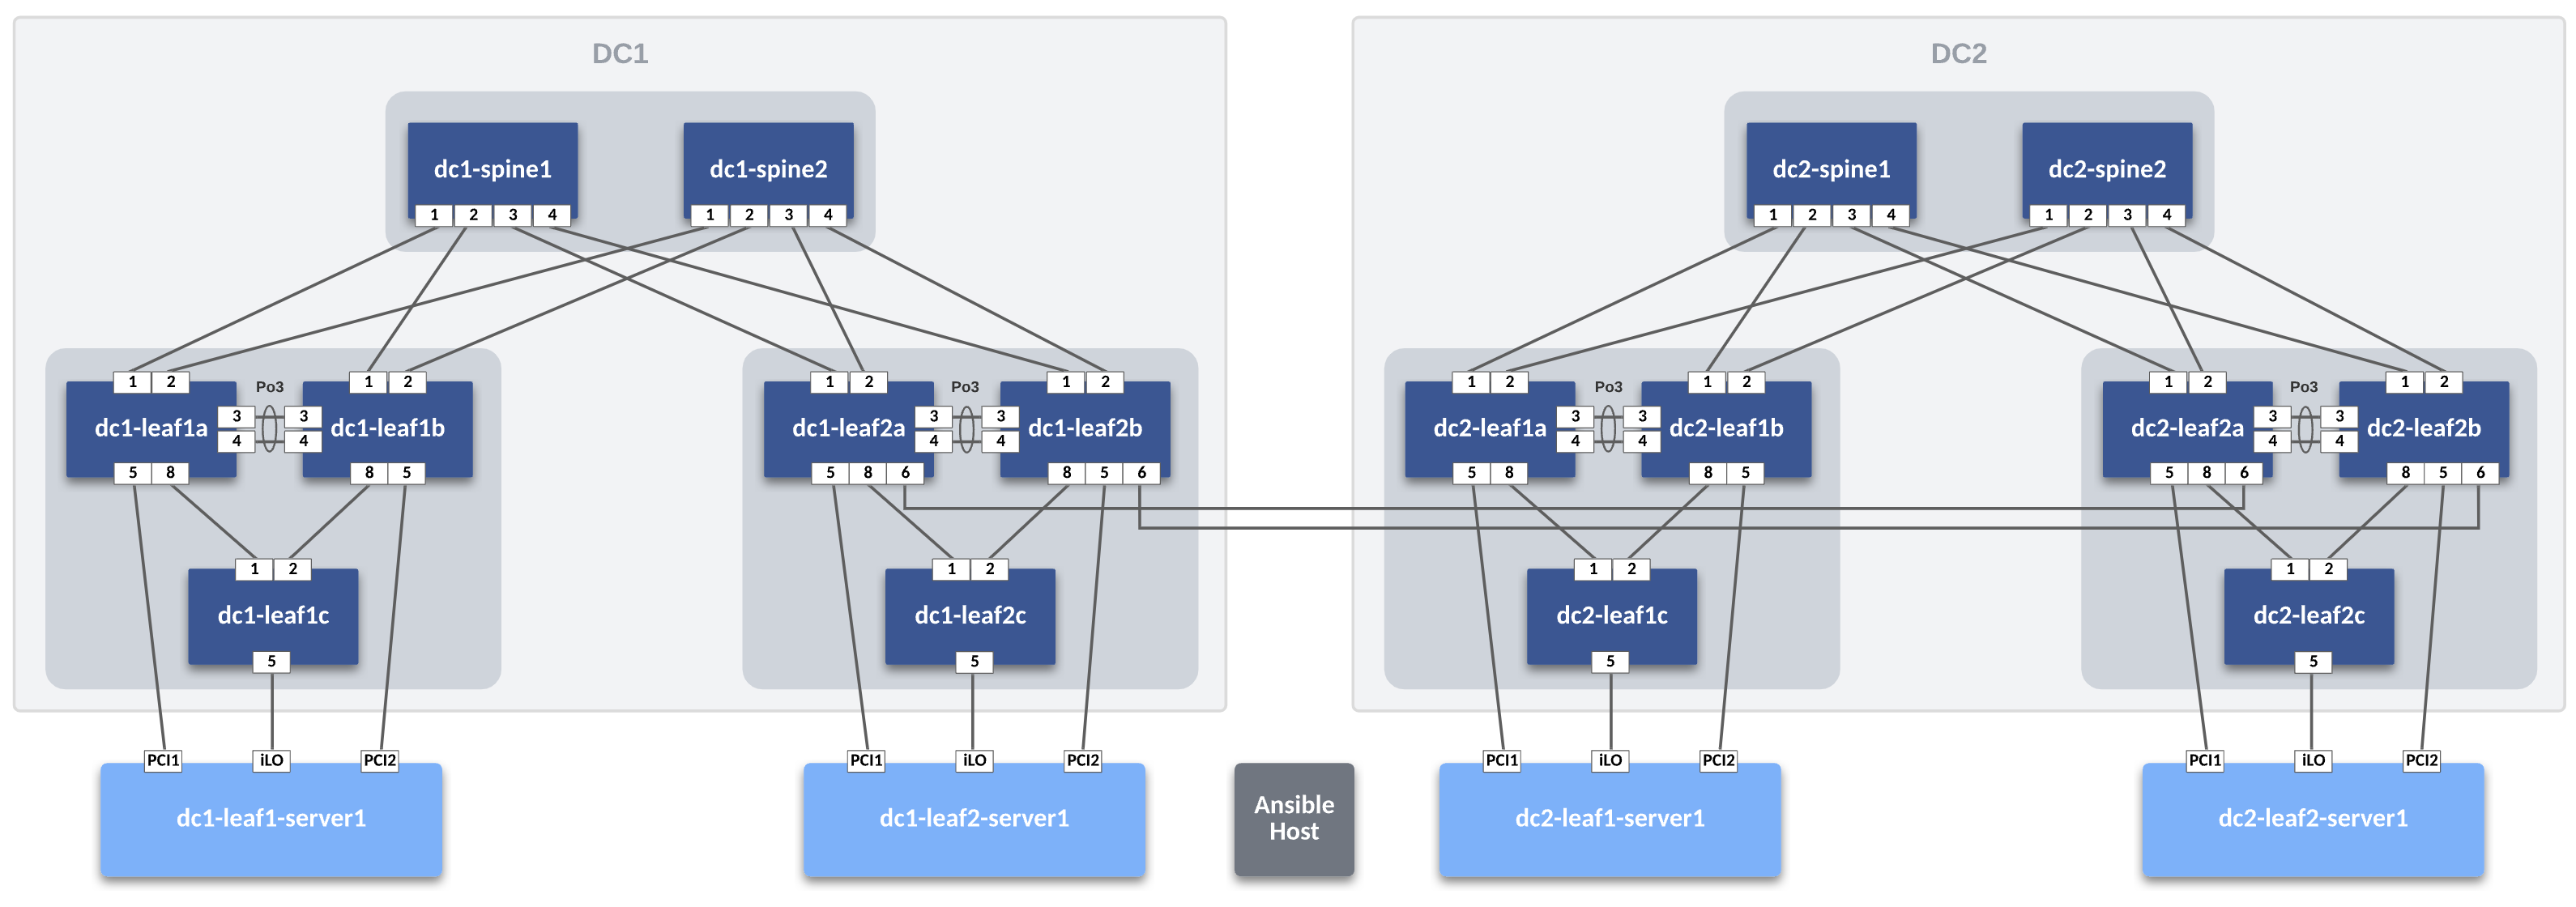 DC1
DC2
dc1-spine1
dc1-spine2
dc2-spine1
dc2-spine2
1 2 3 4
1 2 3 4
1 2 3 4
1 2 3 4
1 2
Po3
1 2
1 2
Po3
1 2
1 2
Po3
1 2
1 2
Po3
1 2
3 3
3 3
3 3
3 3
dc1-leaf1a
dc1-leaf1b
dc1-leaf2a
dc1-leaf2b
dc2-leaf1a
dc2-leaf1b
dc2-leaf2a
dc2-leaf2b
4 4
4 4
4 4
4 4
5 8
8 5
5 8 6
8 5 6
5 8
8 5
5 8 6
8 5 6
1 2
1 2
1 2
1 2
dc1-leaf1c
dc1-leaf2c
dc2-leaf1c
dc2-leaf2c
5
5
5
5
PCI1 iLO PCI2
PCI1 iLO PCI2
PCI1 iLO PCI2
PCI1 iLO PCI2
dc1-leaf1-server1
dc1-leaf2-server1
Ansible
Host
dc2-leaf1-server1
dc2-leaf2-server1